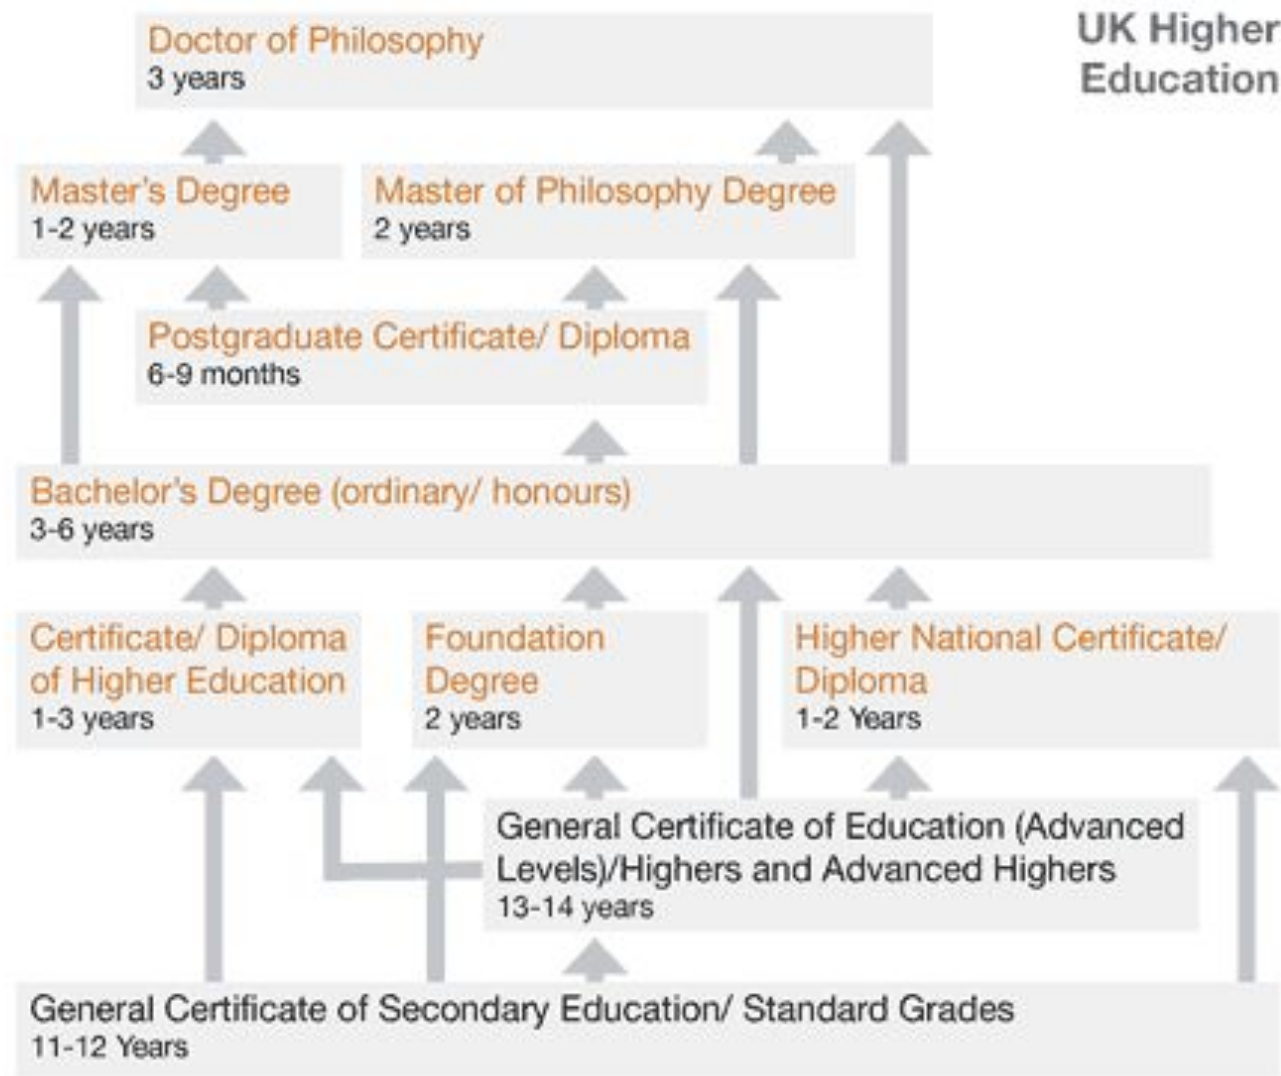 UK Higher
Education
Doctor of Philosophy
3 years
Master's Degree
1-2 years
Master of Philosophy Degree
2 years
Postgraduate Certificate/ Diploma
6-9 months
Bachelor's Degree (ordinary/ honours)
3-6 years
Certificate/ Diploma
of Higher Education
1-3 years
Foundation
Degree
2 years
Higher National Certificate/
Diploma
1-2 Years
General Certificate of Education (Advanced
Levels)/Highers and Advanced Highers
13-14 years
General Certificate of Secondary Education/ Standard Grades
11-12 Years